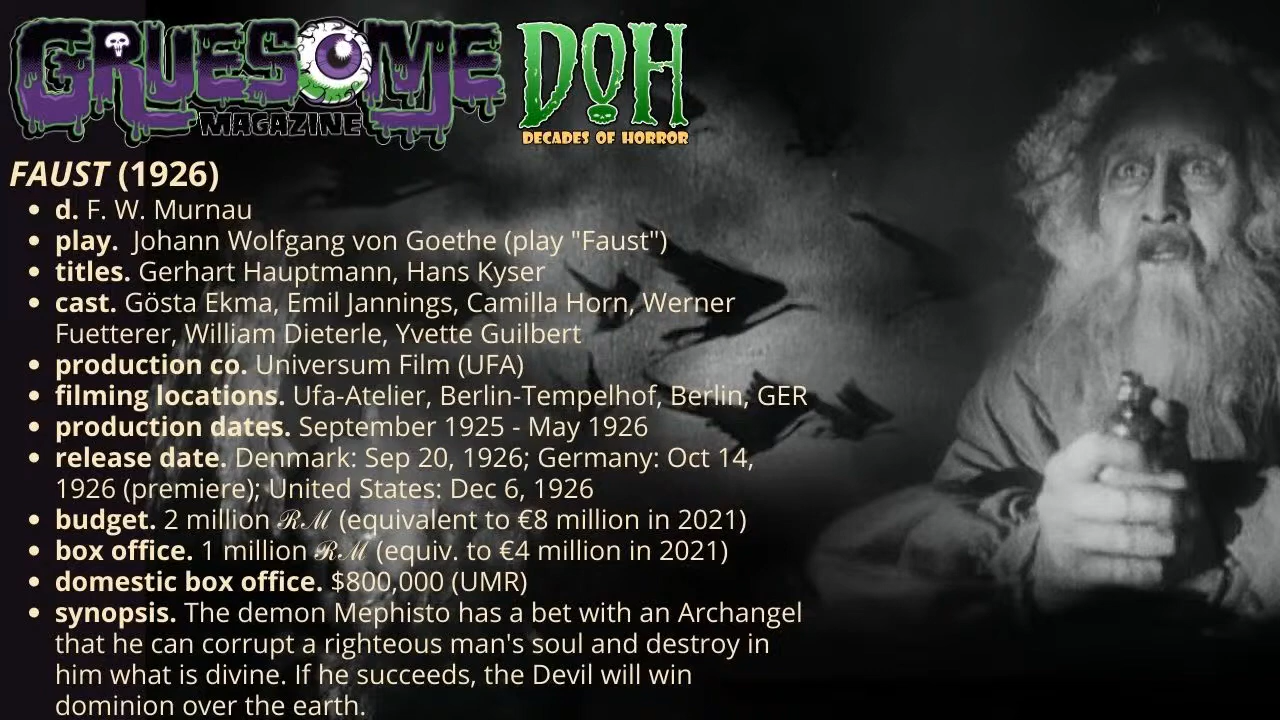 GRUESOME
MAGAZINE
DOH
DECADES OF HORROR
FAUST (1926)
• d. F. W. Murnau
• play.  Johann Wolfgang von Goethe (play "Faust")
• titles. Gerhart Hauptmann, Hans Kyser
• cast. Gösta Ekma, Emil Jannings, Camilla Horn, Werner
Fuetterer, William Dieterle, Yvette Guilbert
• production co. Universum Film (UFA)
• filming locations. Ufa-Atelier, Berlin-Tempelhof, Berlin, GER
• production dates. September 1925 - May 1926
• release date. Denmark: Sep 20, 1926; Germany: Oct 14,
1926 (premiere); United States: Dec 6, 1926
• budget. 2 million ℛℳ (equivalent to €8 million in 2021)
• box office. 1 million ℛℳ (equiv. to €4 million in 2021)
• domestic box office. $800,000 (UMR)
• synopsis. The demon Mephisto has a bet with an Archangel
that he can corrupt a righteous man's soul and destroy in
him what is divine. If he succeeds, the Devil will win
dominion over the earth.